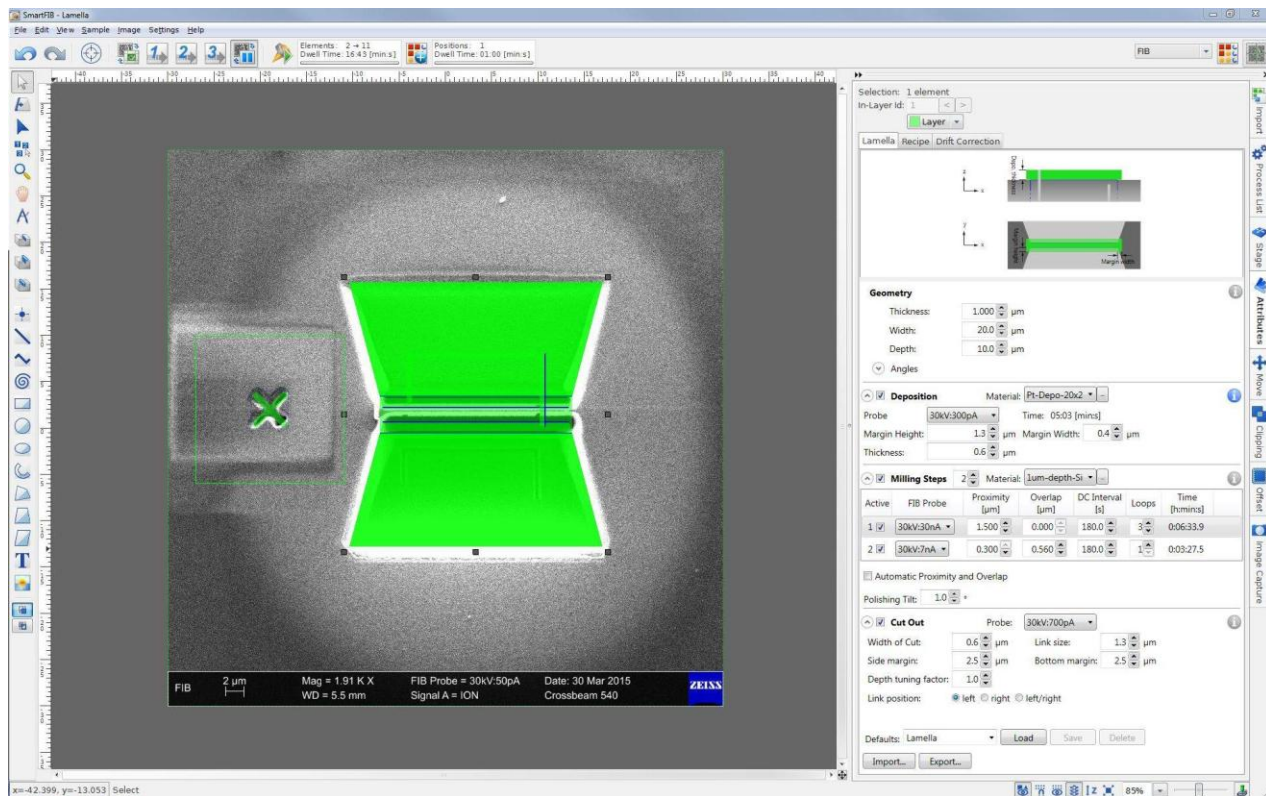 SmartFIB - Lamella
File Edit View Sample Image Settings Help
Elements: 2 → 11
Dwell Time: 16:43 [min:s]
Positions: 1
Dwell Time: 01:00 [min:s]
FIB
Selection: 1 element
In-Layer Id: 1 < >
Layer
Lamella Recipe Drift Correction
Depo. thickness
z
x
y
x
Margin height
Margin width
Geometry
Thickness: 1.000 µm
Width: 20.0 µm
Depth: 10.0 µm
Angles
Deposition Material: Pt-Depo-20x2
Probe 30kV:300pA Time: 05:03 [min:s]
Margin Height: 1.3 µm Margin Width: 0.4 µm
Thickness: 0.6 µm
Milling Steps 2 Material: 1um-depth-Si
Active FIB Probe Proximity [µm] Overlap [µm] DC Interval [s] Loops Time [h:min:s]
1 30kV:30nA 1.500 0.000 180.0 3 0:06:33.9
2 30kV:7nA 0.300 0.560 180.0 1 0:03:27.5
Automatic Proximity and Overlap
Polishing Tilt: 1.0 °
Cut Out Probe: 30kV:700pA
Width of Cut: 0.6 µm Link size: 1.3 µm
Side margin: 2.5 µm Bottom margin: 2.5 µm
Depth tuning factor: 1.0
Link position: left right left/right
Defaults: Lamella Load Save Delete
Import... Export...
Import
Process List
Stage
Attributes
Move
Clipping
Offset
Image Capture
FIB
2 µm
Mag = 1.91 K X FIB Probe = 30kV:50pA Date: 30 Mar 2015
WD = 5.5 mm Signal A = ION Crossbeam 540
ZEISS
x=-42.399, y=-13.053 Select
85%